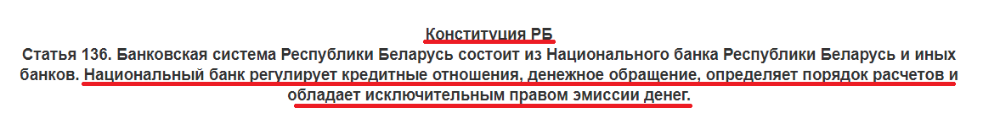 Конституция РБ
Статья 136. Банковская система Республики Беларусь состоит из Национального банка Республики Беларусь и иных
банков. Национальный банк регулирует кредитные отношения, денежное обращение, определяет порядок расчетов и
обладает исключительным правом эмиссии денег.